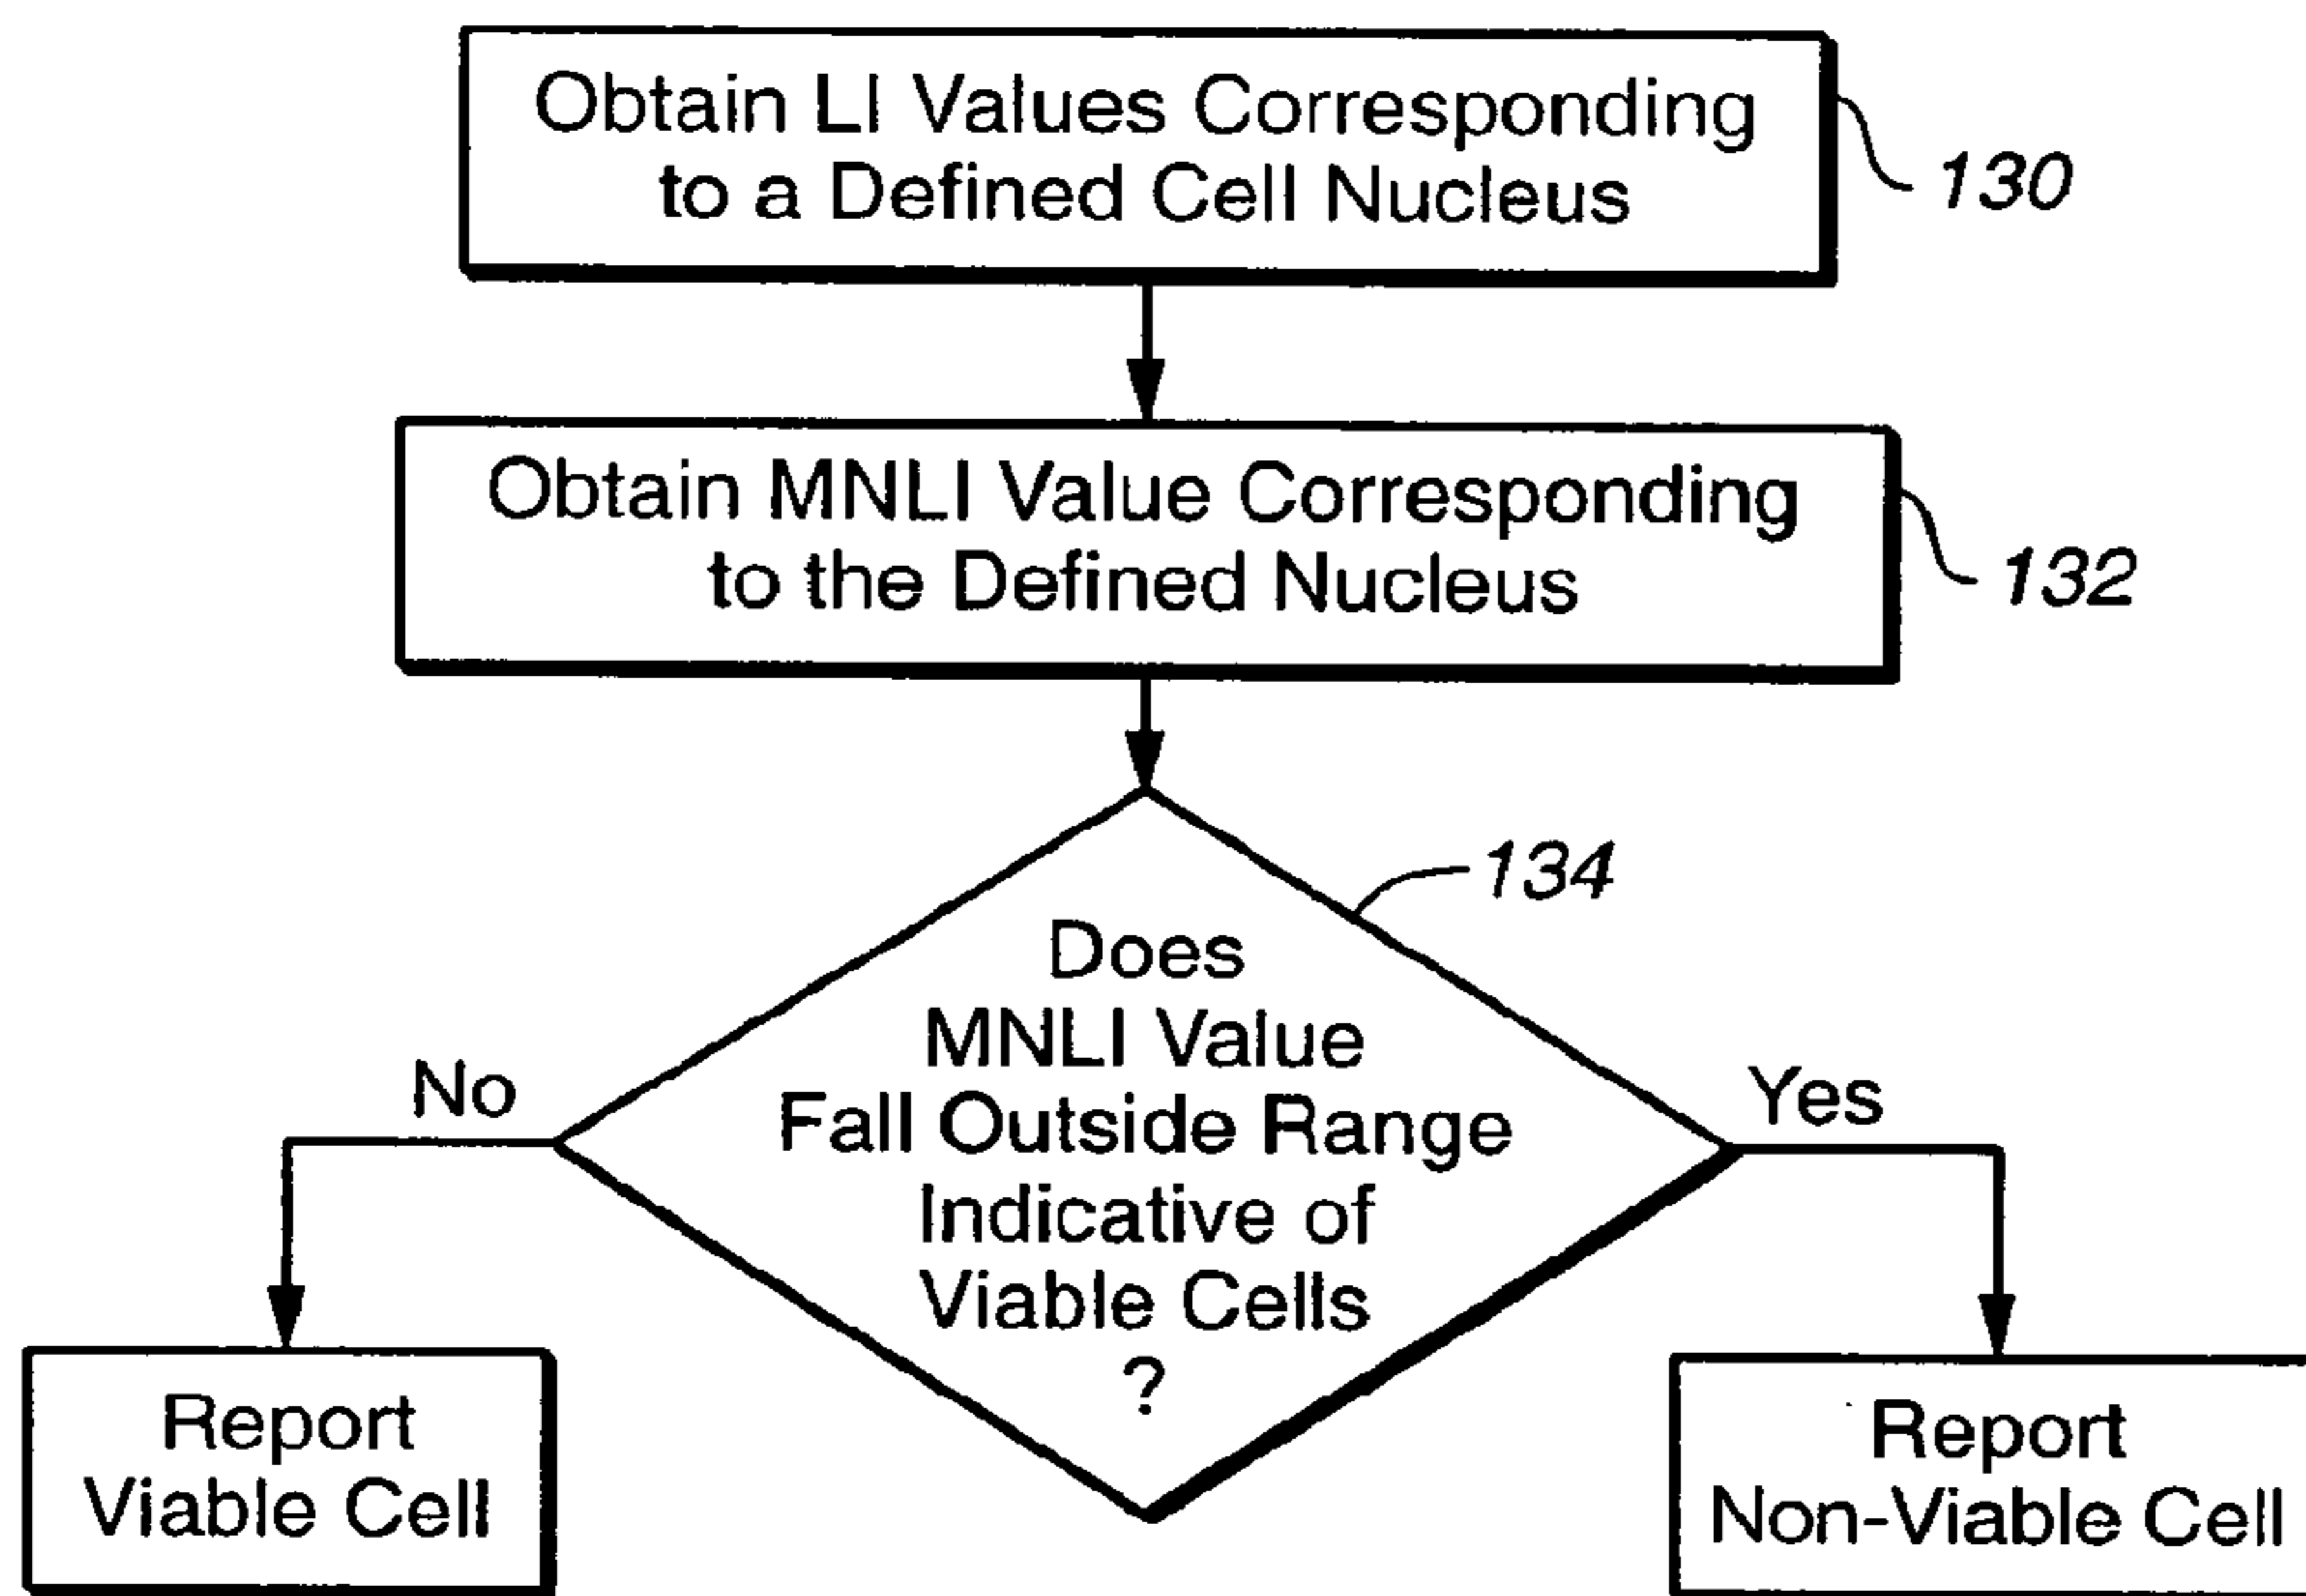 Obtain LI Values Corresponding
to a Defined Cell Nucleus
130
Obtain MNLI Value Corresponding
to the Defined Nucleus
132
134
Does
MNLI Value
Fall Outside Range
Indicative of
Viable Cells
?
No
Yes
Report
Viable Cell
Report
Non-Viable Cell